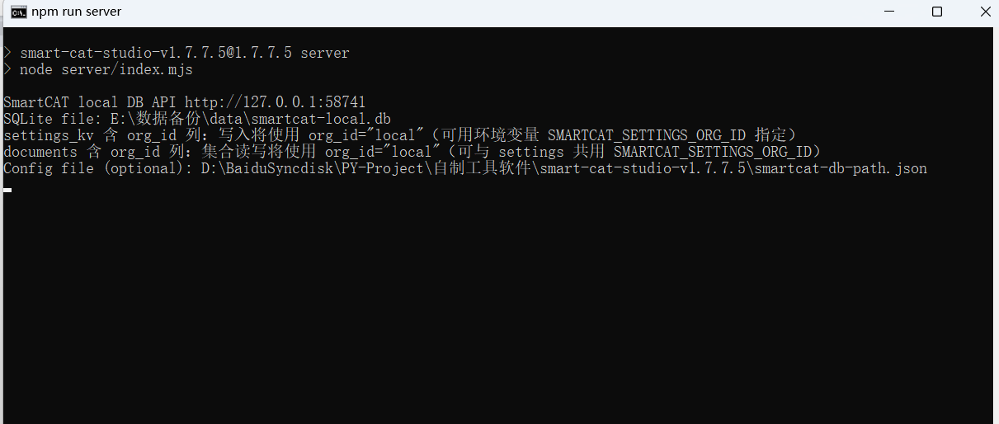 npm run server
> smart-cat-studio-v1.7.7.5@1.7.7.5 server
> node server/index.mjs
SmartCAT local DB API http://127.0.0.1:58741
SQLite file: E:\数据备份\data\smartcat-local.db
settings_kv 含 org_id 列: 写入将使用 org_id="local"（可用环境变量 SMARTCAT_SETTINGS_ORG_ID 指定）
documents 含 org_id 列: 集合读写将使用 org_id="local"（可与 settings 共用 SMARTCAT_SETTINGS_ORG_ID）
Config file (optional): D:\BaiduSyncdisk\PY-Project\自制工具软件\smart-cat-studio-v1.7.7.5\smartcat-db-path.json